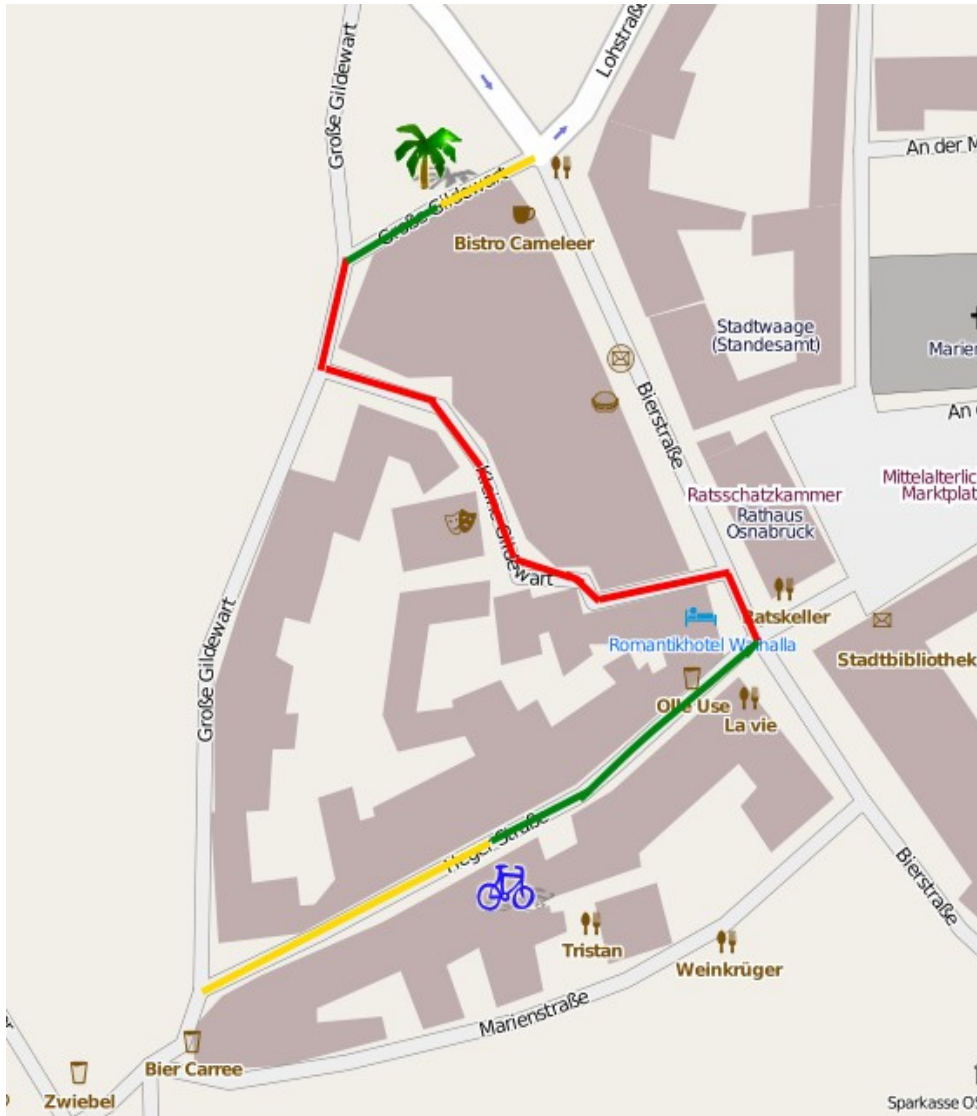 Lohstraße
Große Gildewart
An der M
Große Gildewart
Bistro Cameleer
Stadtwaage
(Standesamt)
Marien
Bierstraße
An
Kleine Gildewart
Mittelalterlic
Marktplat
Ratsschatzkammer
Rathaus
Osnabrück
Große Gildewart
Ratskeller
Romantikhotel Walhalla
Stadtbibliothek
Olle Use
La vie
Heger Straße
Bierstraße
Tristan
Weinkrüger
Marienstraße
Bier Carree
Zwiebel
Sparkasse Os